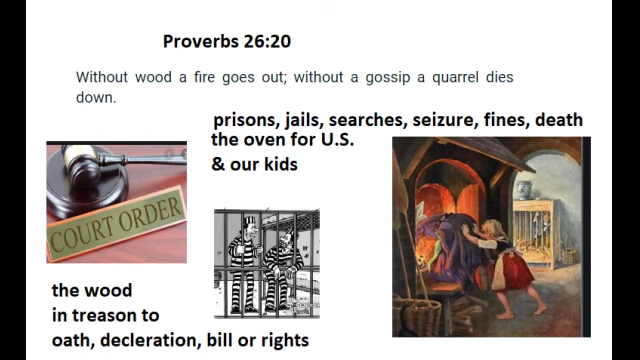 Proverbs 26:20
Without wood a fire goes out; without a gossip a quarrel dies
down.
prisons, jails, searches, seizure, fines, death
the oven for U.S.
& our kids
COURT ORDER
the wood
in treason to
oath, decleration, bill or rights